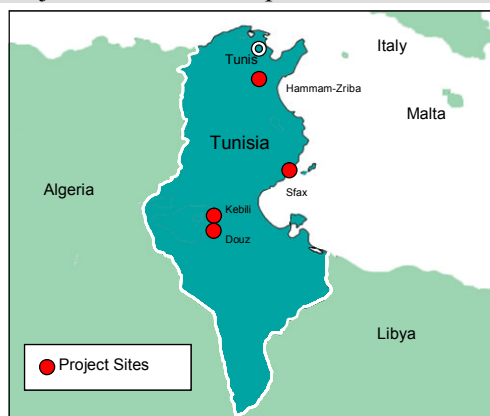 Italy
Tunis
Hammam-Zriba
Malta
Tunisia
Algeria
Sfax
Kebili
Douz
Libya
Project Sites